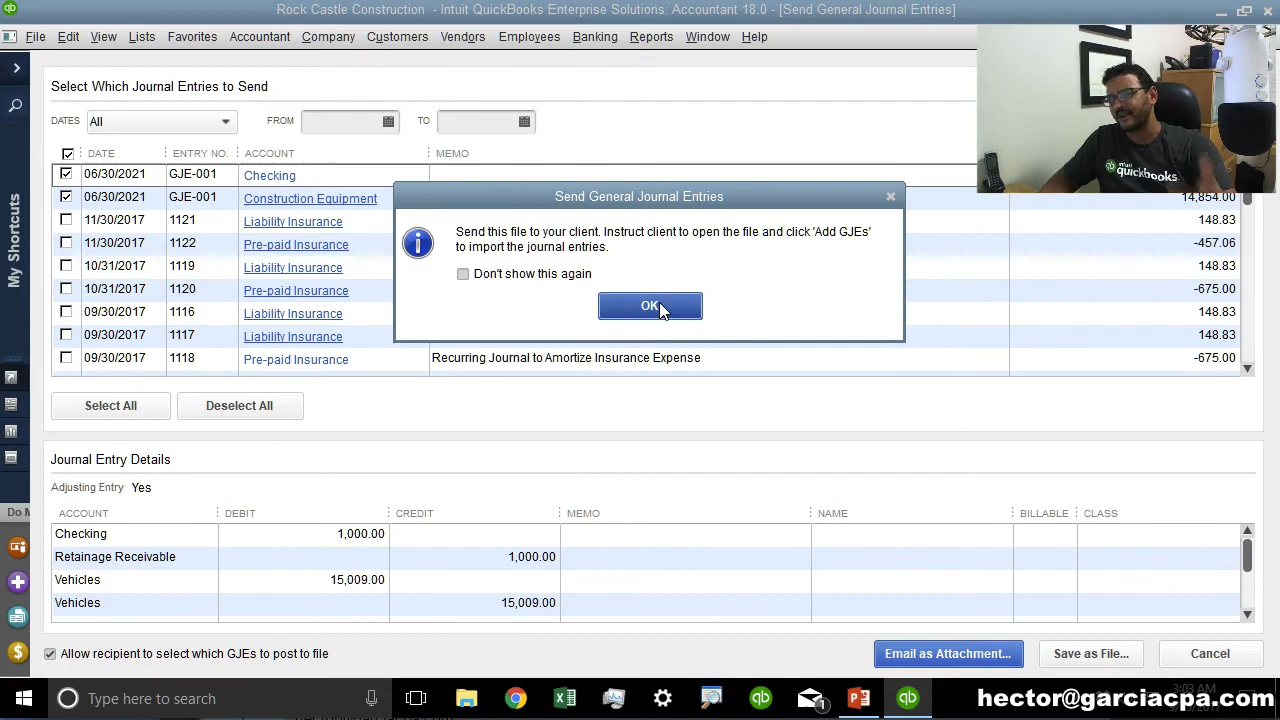 Rock Castle Construction - Intuit QuickBooks Enterprise Solutions: Accountant 18.0 - [Send General Journal Entries]
File Edit View Lists Favorites Accountant Company Customers Vendors Employees Banking Reports Window Help
Select Which Journal Entries to Send
DATES All FROM TO
DATE ENTRY NO. ACCOUNT MEMO
06/30/2021 GJE-001 Checking
06/30/2021 GJE-001 Construction Equipment 14,854.00
11/30/2017 1121 Liability Insurance 148.83
11/30/2017 1122 Pre-paid Insurance -457.06
10/31/2017 1119 Liability Insurance 148.83
10/31/2017 1120 Pre-paid Insurance -675.00
09/30/2017 1116 Liability Insurance 148.83
09/30/2017 1117 Liability Insurance 148.83
09/30/2017 1118 Pre-paid Insurance Recurring Journal to Amortize Insurance Expense -675.00
Send General Journal Entries
Send this file to your client. Instruct client to open the file and click 'Add GJEs'
to import the journal entries.
Don't show this again
OK
intuit
quickbooks
My Shortcuts
Select All Deselect All
Journal Entry Details
Adjusting Entry Yes
Do M
ACCOUNT DEBIT CREDIT MEMO NAME BILLABLE CLASS
Checking 1,000.00
Retainage Receivable 1,000.00
Vehicles 15,009.00
Vehicles 15,009.00
Allow recipient to select which GJEs to post to file
Email as Attachment... Save as File... Cancel
Type here to search
1
3:03 AM
hector@garciacpa.com